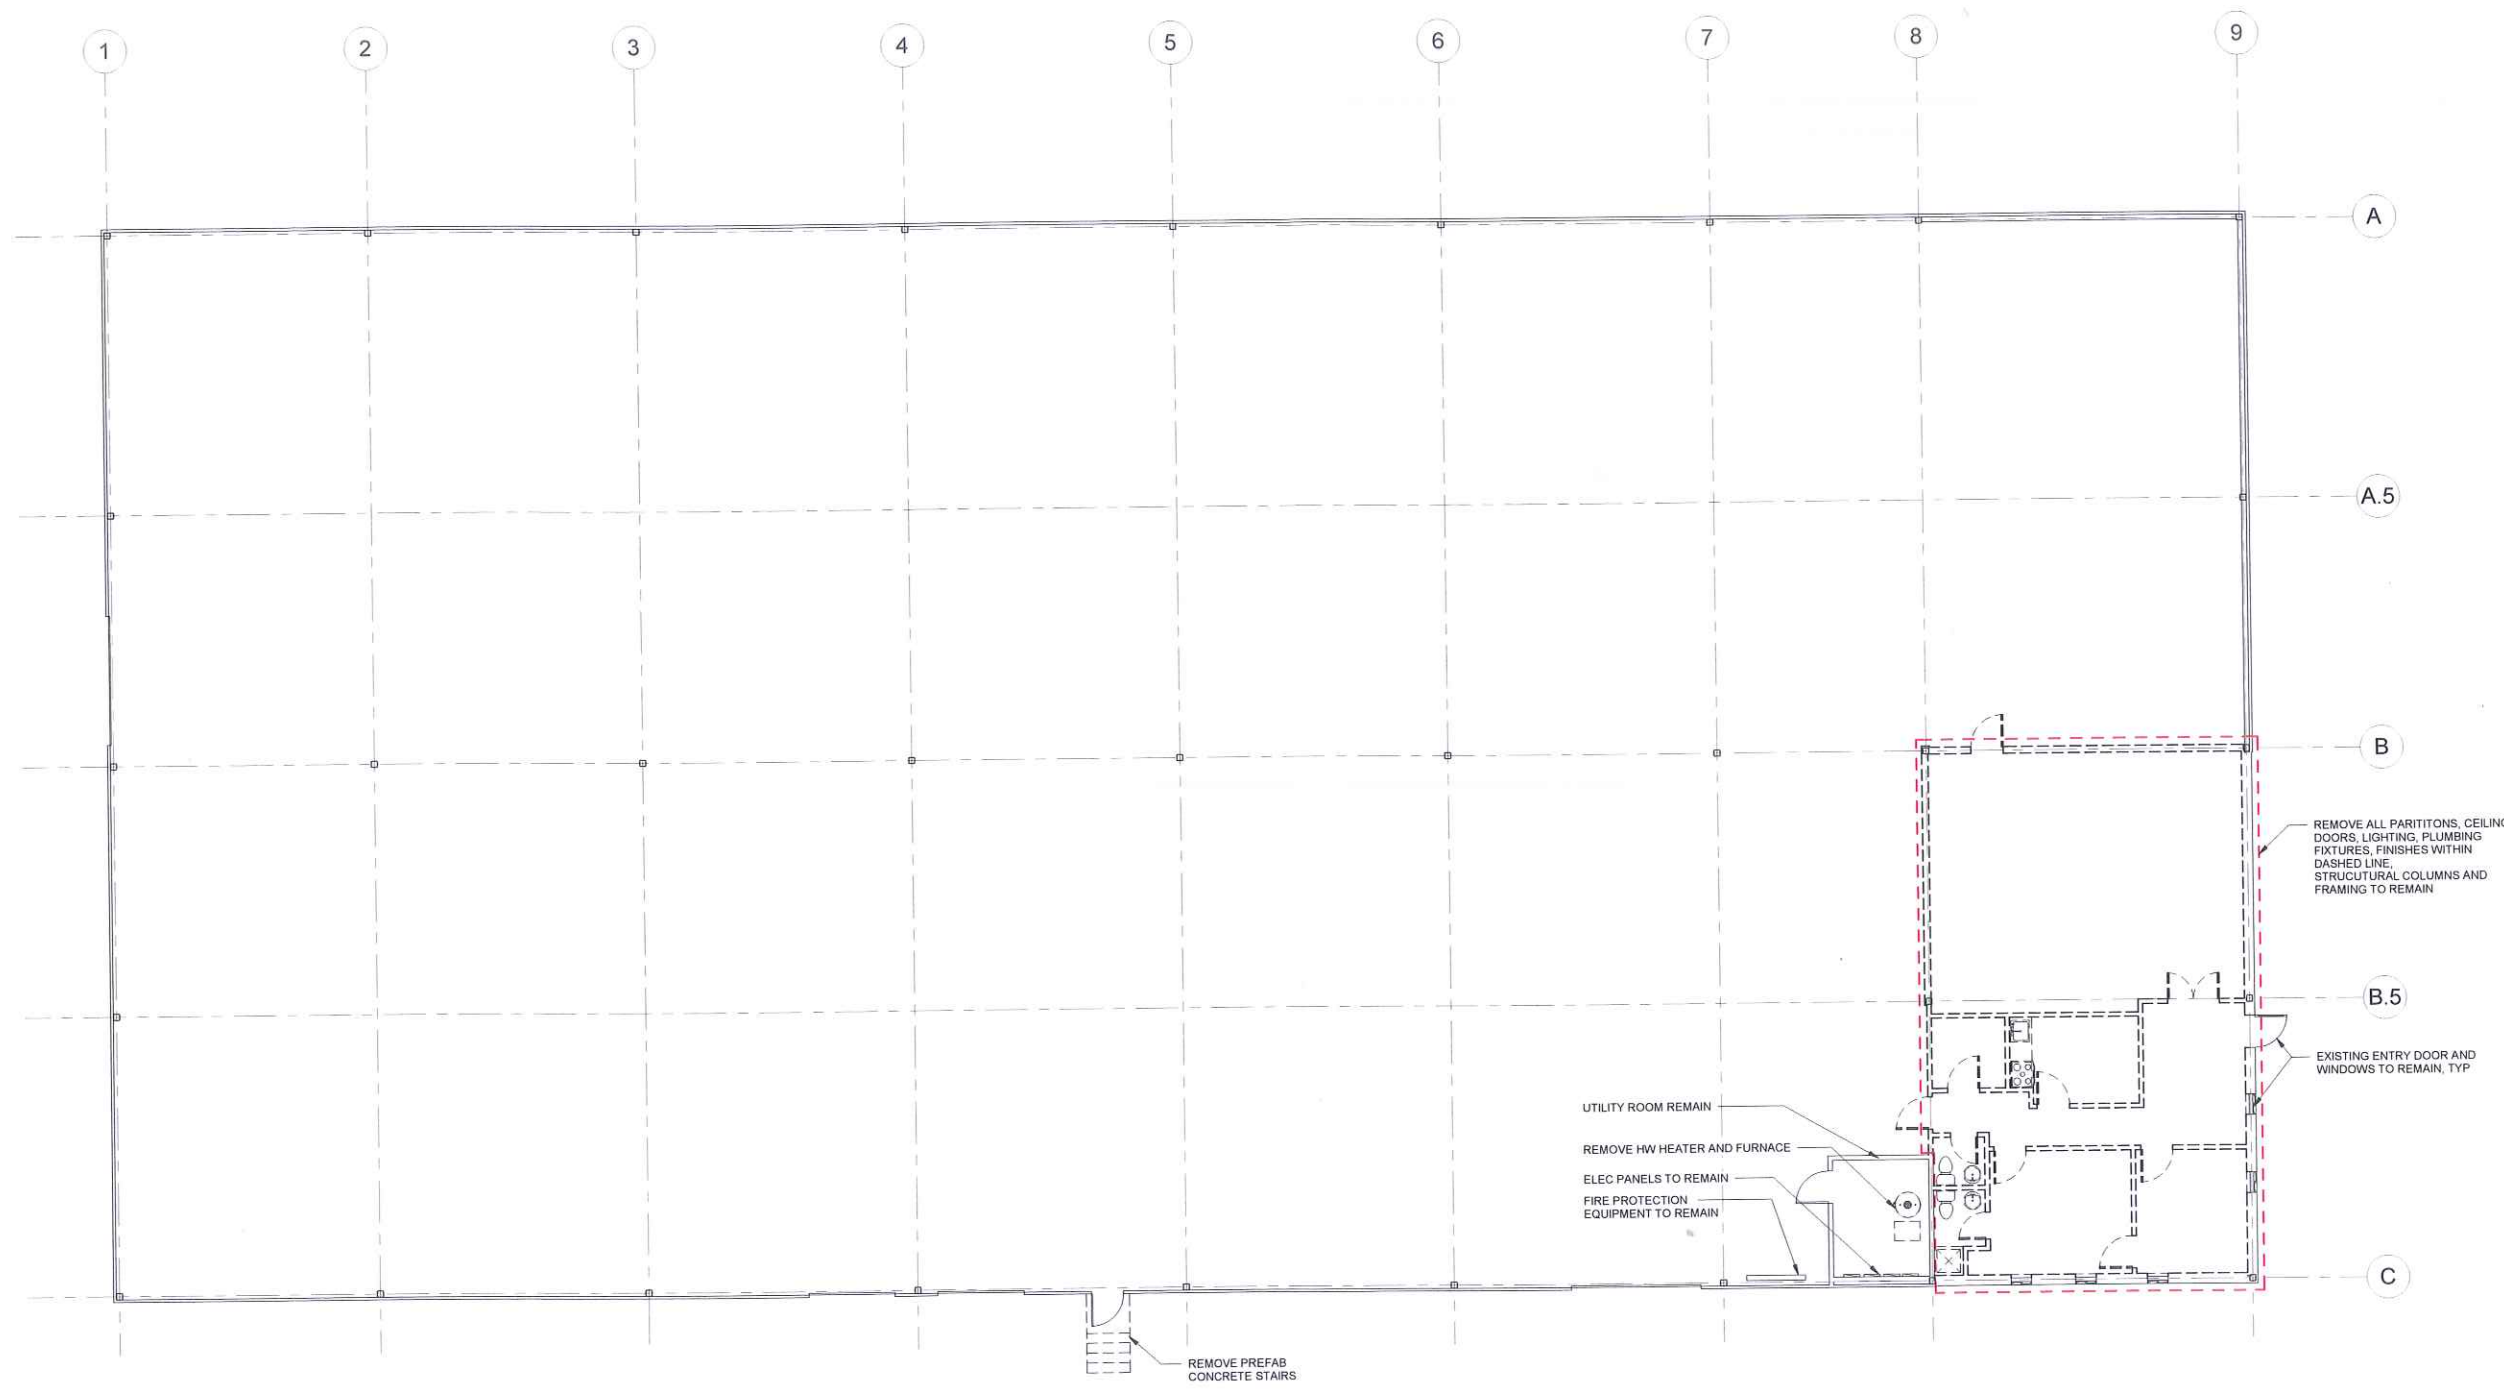 1
2
3
4
5
6
7
8
9
A
A.5
B
REMOVE ALL PARITITONS, CEILING
DOORS, LIGHTING, PLUMBING
FIXTURES, FINISHES WITHIN
DASHED LINE,
STRUCUTURAL COLUMNS AND
FRAMING TO REMAIN
B.5
EXISTING ENTRY DOOR AND
WINDOWS TO REMAIN, TYP
UTILITY ROOM REMAIN
REMOVE HW HEATER AND FURNACE
ELEC PANELS TO REMAIN
FIRE PROTECTION
EQUIPMENT TO REMAIN
C
REMOVE PREFAB
CONCRETE STAIRS